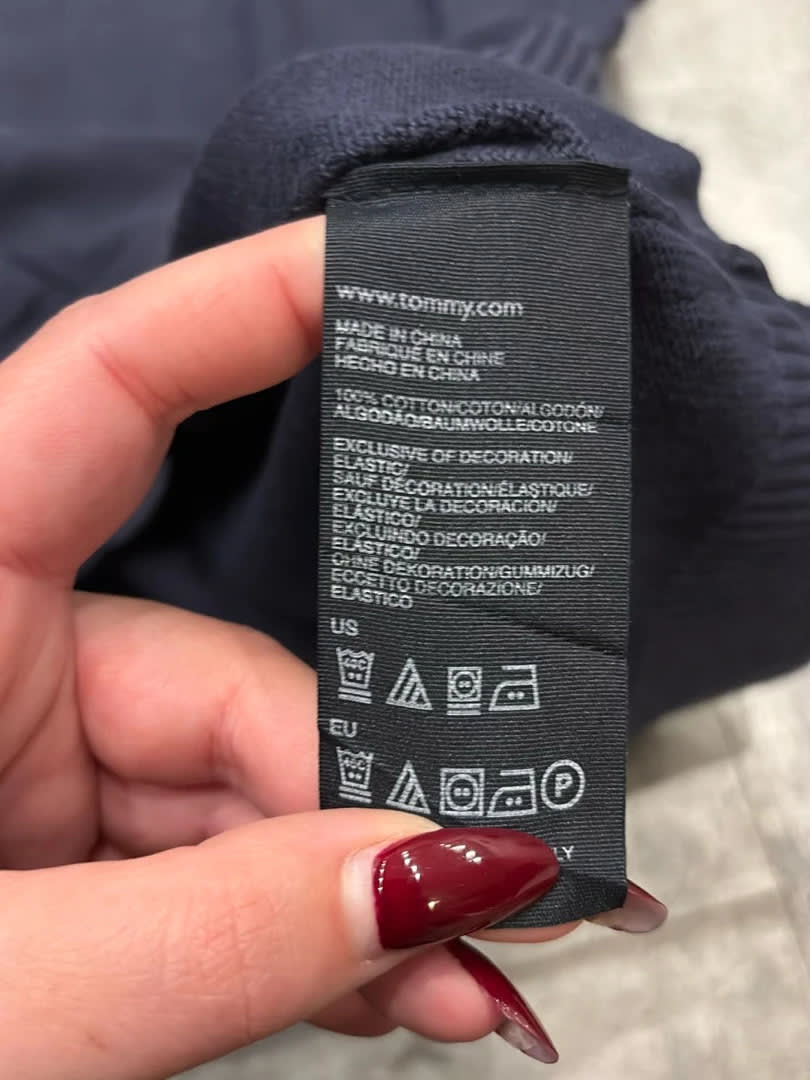 www.tommy.com
MADE IN CHINA
FABRIQUÉ EN CHINE
HECHO EN CHINA
100% COTTON/COTON/ALGODÓN/
ALGODÃO/BAUMWOLLE/COTONE
EXCLUSIVE OF DECORATION/
ELASTIC/
SAUF DÉCORATION/ÉLASTIQUE/
EXCLUYE LA DECORACIÓN/
ELÁSTICO/
EXCLUINDO DECORAÇÃO/
ELÁSTICO/
OHNE DEKORATION/GUMMIZUG/
ECCETTO DECORAZIONE/
ELASTICO
US
EU
P